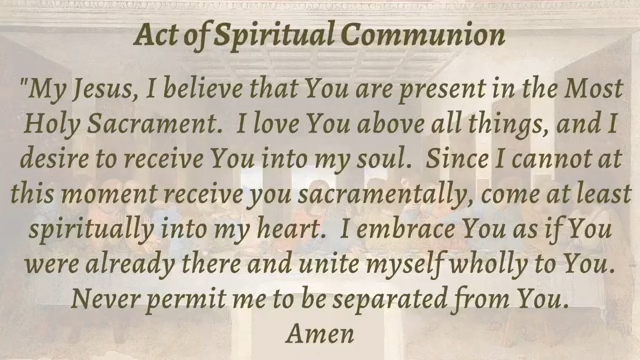 Act of Spiritual Communion
"My Jesus, I believe that You are present in the Most
Holy Sacrament. I love You above all things, and I
desire to receive You into my soul. Since I cannot at
this moment receive you sacramentally, come at least
spiritually into my heart. I embrace You as if You
were already there and unite myself wholly to You.
Never permit me to be separated from You.
Amen